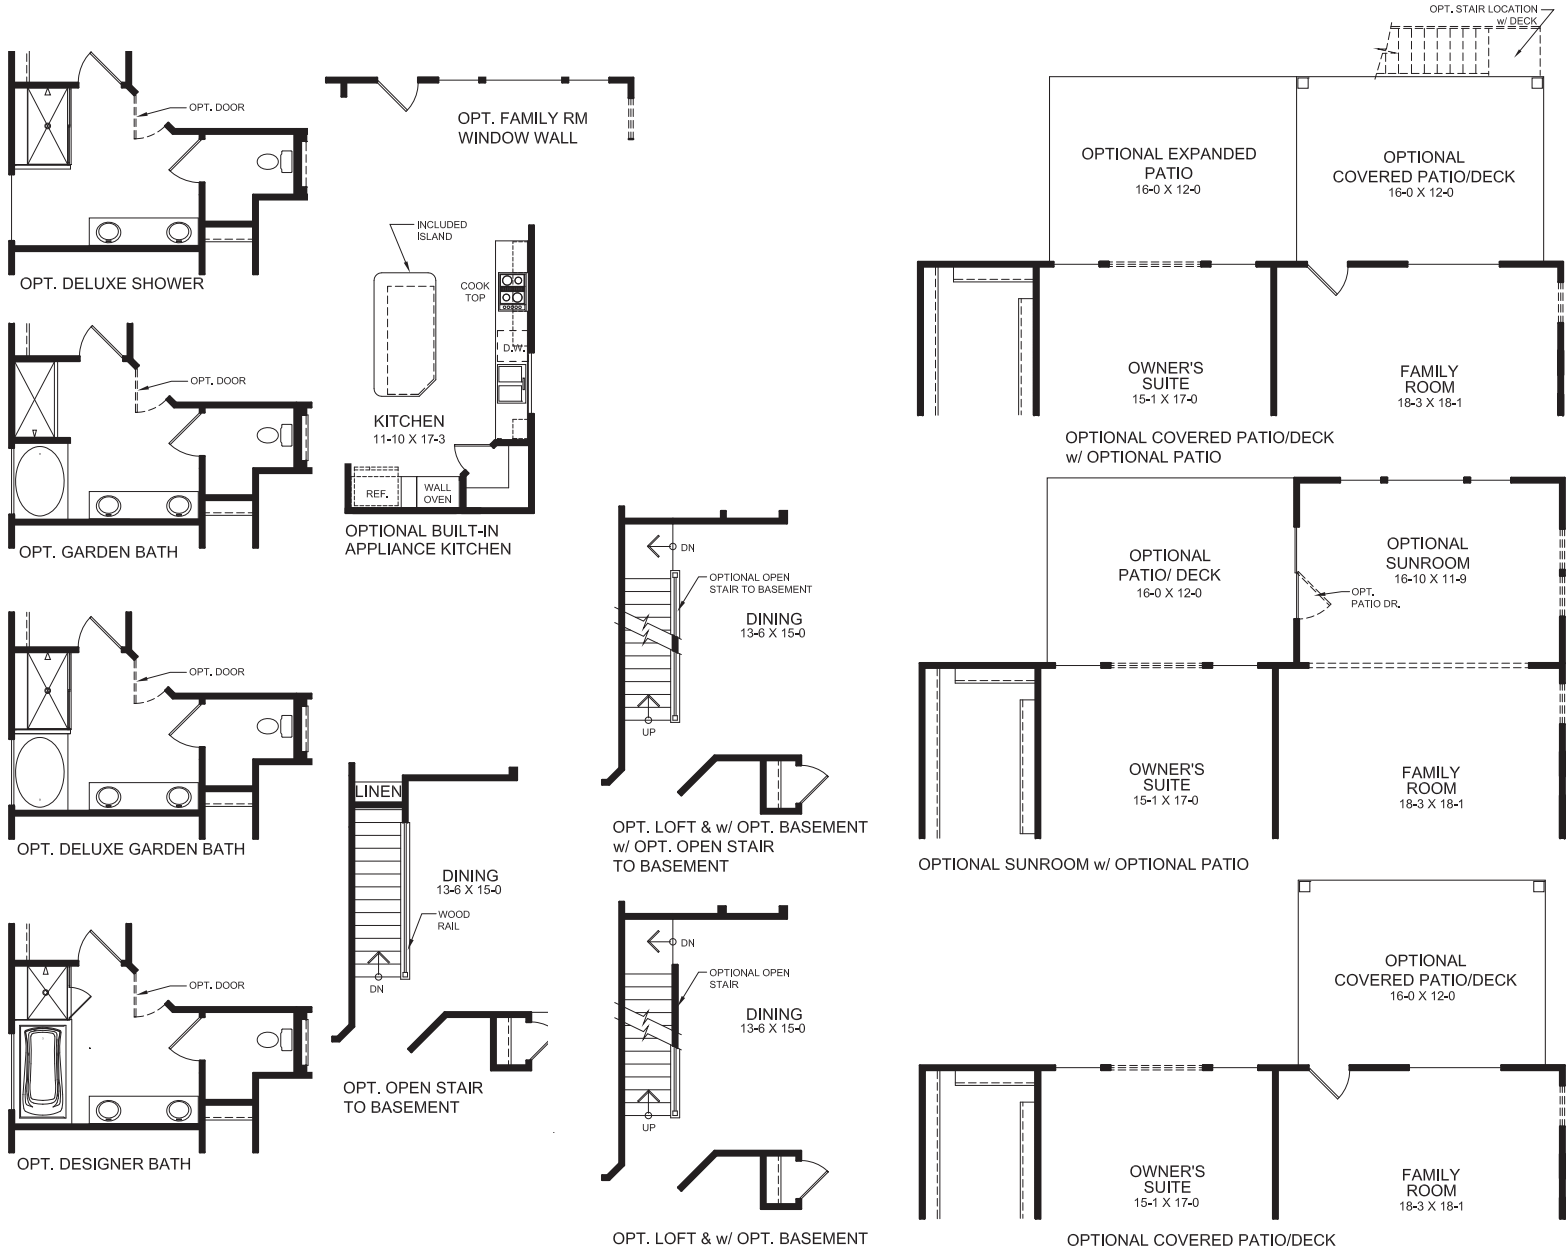 OPT. DOOR
OPT. DELUXE SHOWER
OPT. DOOR
OPT. GARDEN BATH
OPT. DOOR
OPT. DELUXE GARDEN BATH
OPT. DOOR
OPT. DESIGNER BATH
OPT. FAMILY RM
WINDOW WALL
INCLUDED
ISLAND
COOK
TOP
D.W.
KITCHEN
11-10 X 17-3
REF.
WALL
OVEN
OPTIONAL BUILT-IN
APPLIANCE KITCHEN
LINEN
DINING
13-6 X 15-0
WOOD
RAIL
DN
OPT. OPEN STAIR
TO BASEMENT
DN
OPTIONAL OPEN
STAIR TO BASEMENT
DINING
13-6 X 15-0
UP
OPT. LOFT & w/ OPT. BASEMENT
w/ OPT. OPEN STAIR
TO BASEMENT
DN
OPTIONAL OPEN
STAIR
DINING
13-6 X 15-0
UP
OPT. LOFT & w/ OPT. BASEMENT
OPT. STAIR LOCATION
w/ DECK
OPTIONAL EXPANDED
PATIO
16-0 X 12-0
OPTIONAL
COVERED PATIO/DECK
16-0 X 12-0
OWNER'S
SUITE
15-1 X 17-0
FAMILY
ROOM
18-3 X 18-1
OPTIONAL COVERED PATIO/DECK
w/ OPTIONAL PATIO
OPTIONAL
PATIO/ DECK
16-0 X 12-0
OPTIONAL
SUNROOM
16-10 X 11-9
OPT.
PATIO DR.
OWNER'S
SUITE
15-1 X 17-0
FAMILY
ROOM
18-3 X 18-1
OPTIONAL SUNROOM w/ OPTIONAL PATIO
OPTIONAL
COVERED PATIO/DECK
16-0 X 12-0
OWNER'S
SUITE
15-1 X 17-0
FAMILY
ROOM
18-3 X 18-1
OPTIONAL COVERED PATIO/DECK